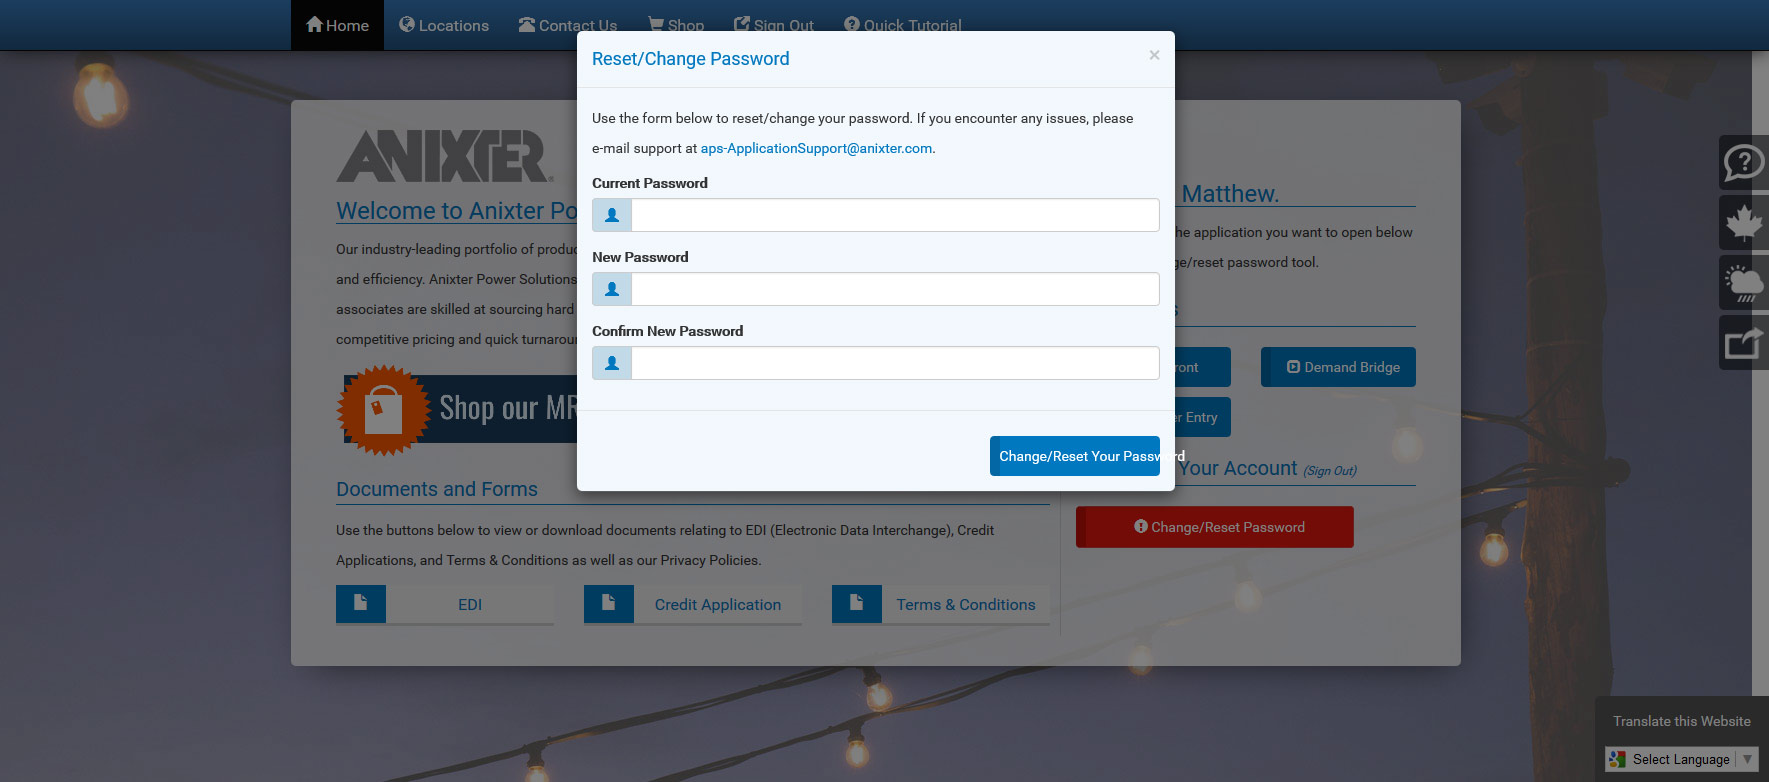 Home
Locations
Contact Us
Shop
Sign Out
Quick Tutorial
Reset/Change Password
×
Use the form below to reset/change your password. If you encounter any issues, please
e-mail support at aps-ApplicationSupport@anixter.com.
Current Password
New Password
Confirm New Password
Change/Reset Your Password
ANIXTER
Welcome to Anixter Po
Our industry-leading portfolio of produc
and efficiency. Anixter Power Solutions
associates are skilled at sourcing hard
competitive pricing and quick turnaroun
Shop our MR
Documents and Forms
Use the buttons below to view or download documents relating to EDI (Electronic Data Interchange), Credit
Applications, and Terms & Conditions as well as our Privacy Policies.
EDI
Credit Application
Terms & Conditions
Matthew.
he application you want to open below
ge/reset password tool.
s
ront
Demand Bridge
er Entry
Your Account (Sign Out)
Change/Reset Password
Translate this Website
Select Language